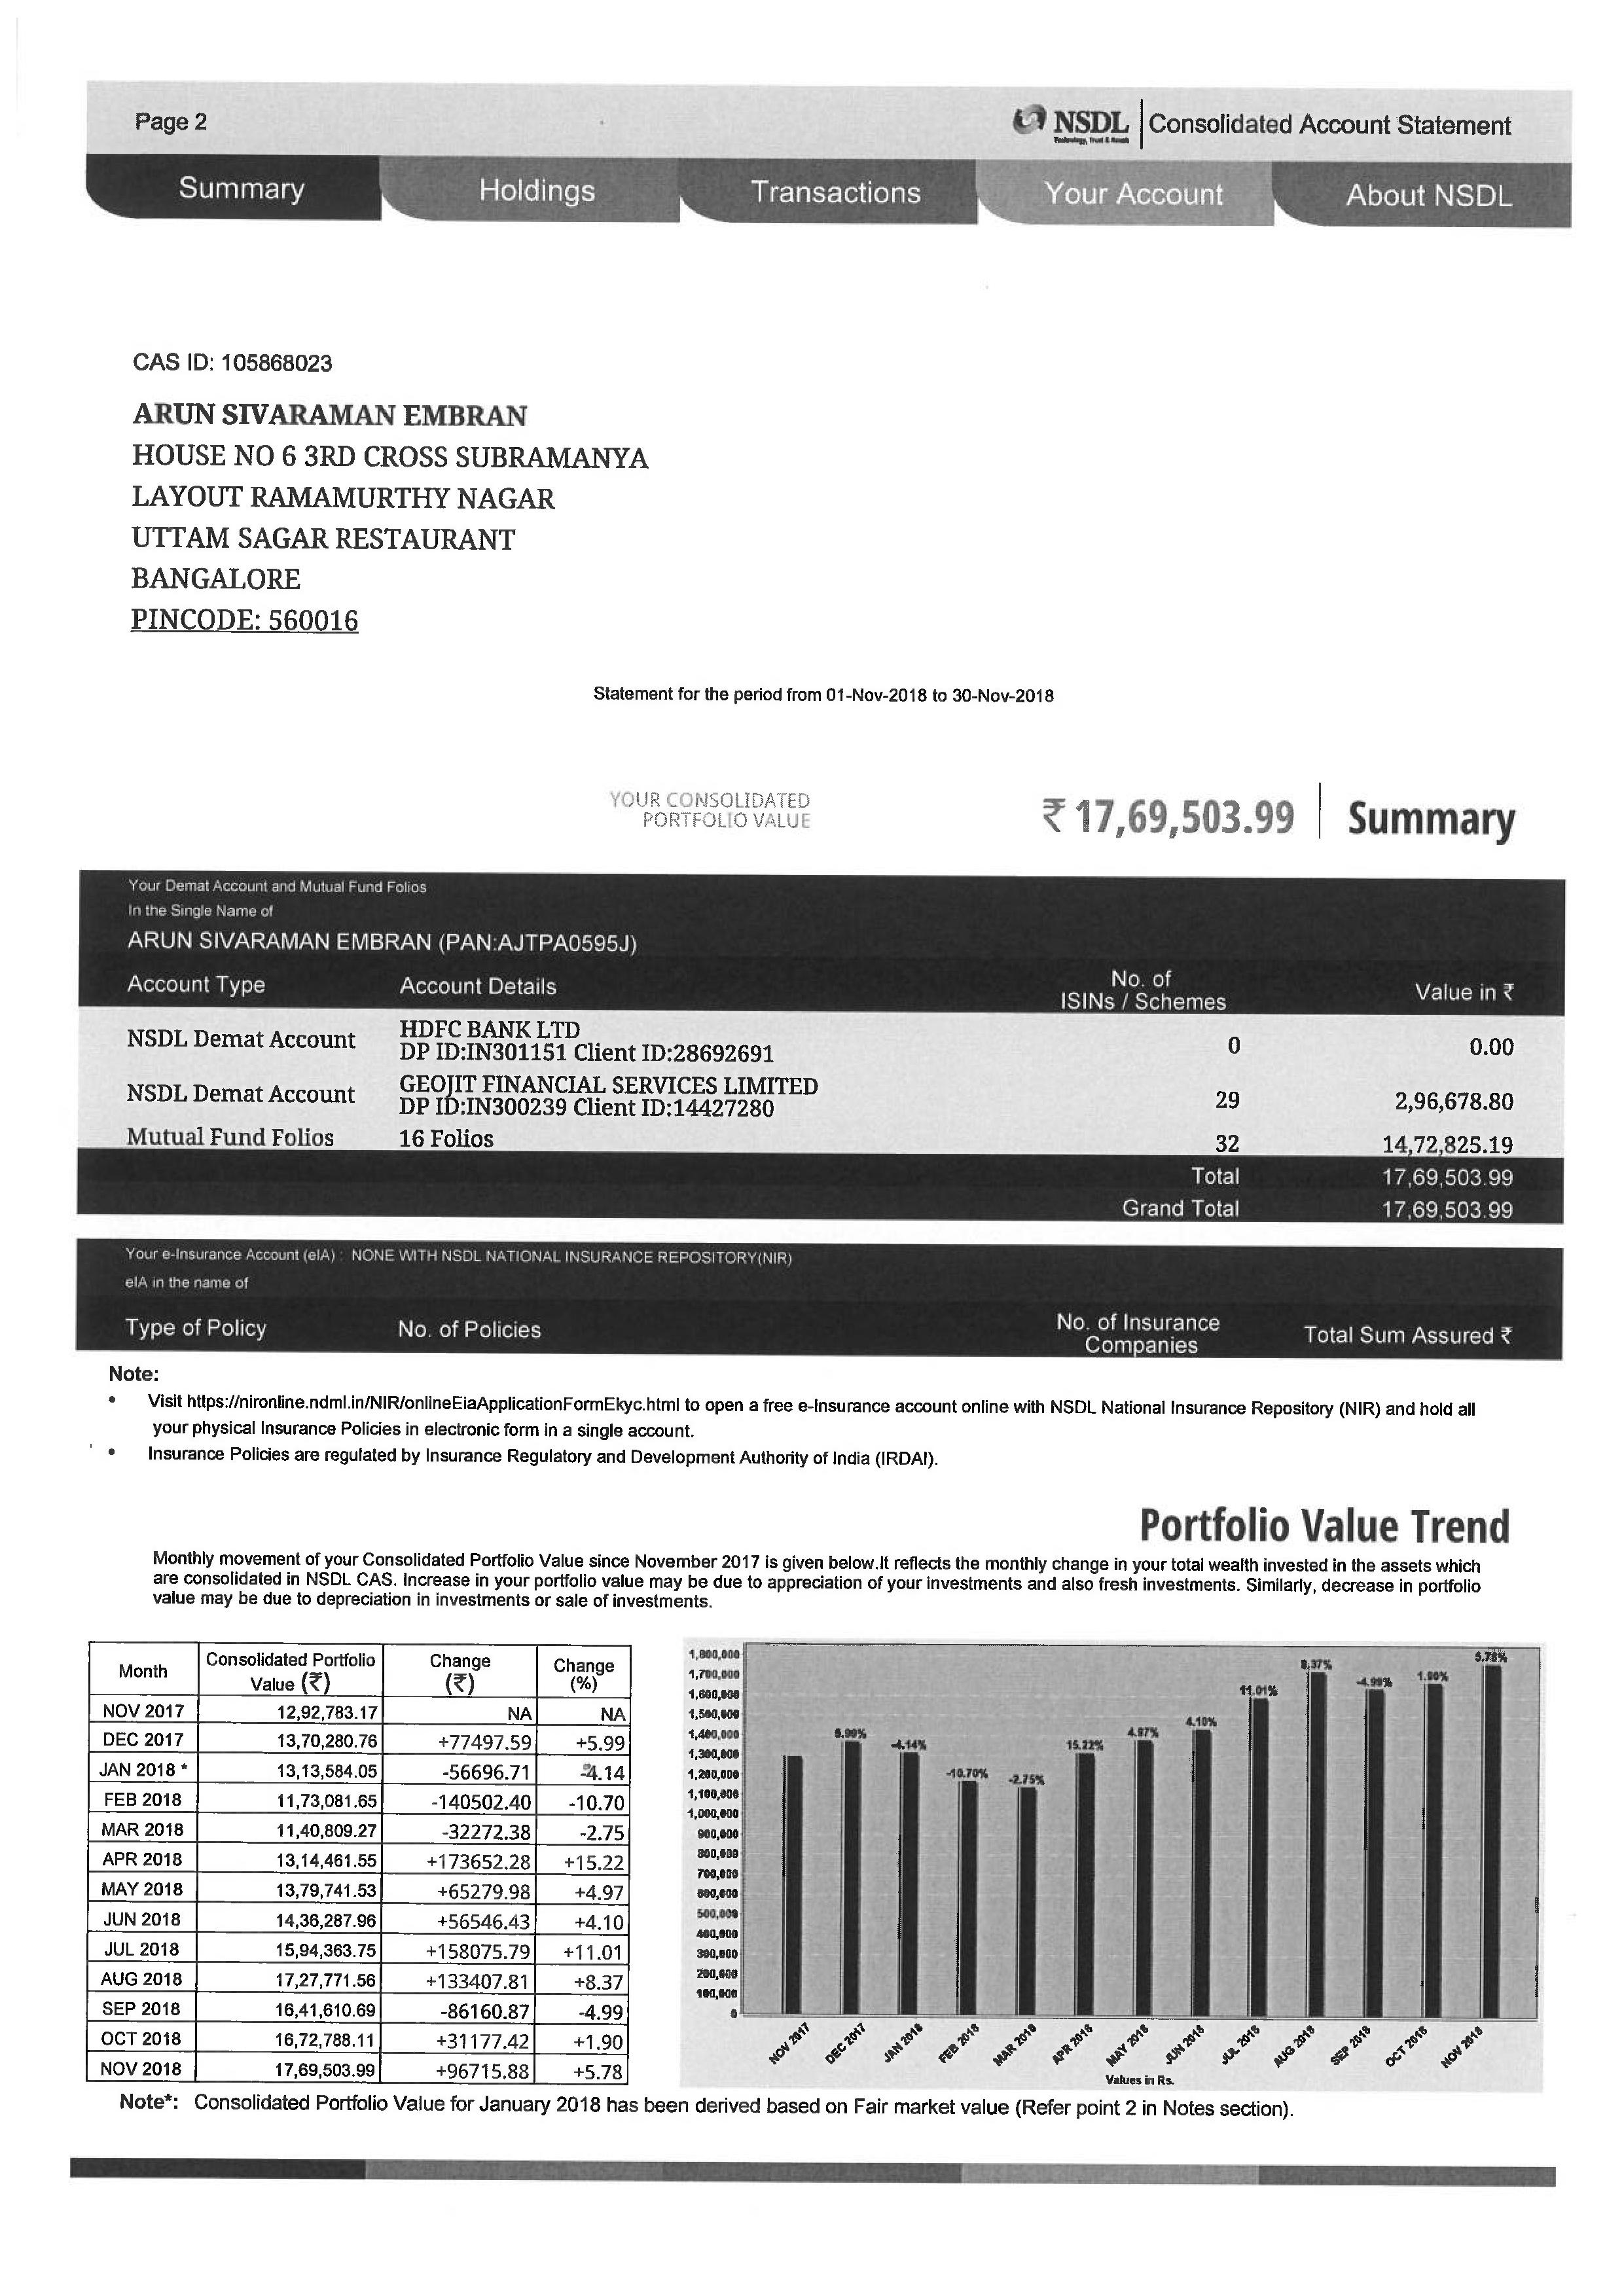 Page 2
NSDL Consolidated Account Statement
Technology, Trust & Reach
Summary Holdings Transactions Your Account About NSDL
CAS ID: 105868023
ARUN SIVARAMAN EMBRAN
HOUSE NO 6 3RD CROSS SUBRAMANYA
LAYOUT RAMAMURTHY NAGAR
UTTAM SAGAR RESTAURANT
BANGALORE
PINCODE: 560016
Statement for the period from 01-Nov-2018 to 30-Nov-2018
YOUR CONSOLIDATED
PORTFOLIO VALUE
₹ 17,69,503.99 Summary
Your Demat Account and Mutual Fund Folios
In the Single Name of
ARUN SIVARAMAN EMBRAN (PAN:AJTPA0595J)
Account Type Account Details No. of ISINs / Schemes Value in ₹
NSDL Demat Account HDFC BANK LTD
DP ID:IN301151 Client ID:28692691 0 0.00
NSDL Demat Account GEOJIT FINANCIAL SERVICES LIMITED
DP ID:IN300239 Client ID:14427280 29 2,96,678.80
Mutual Fund Folios 16 Folios 32 14,72,825.19
Total 17,69,503.99
Grand Total 17,69,503.99
Your e-Insurance Account (eIA) : NONE WITH NSDL NATIONAL INSURANCE REPOSITORY(NIR)
eIA in the name of
Type of Policy No. of Policies No. of Insurance Companies Total Sum Assured ₹
Note:
• Visit https://nironline.ndml.in/NIR/onlineEiaApplicationFormEkyc.html to open a free e-Insurance account online with NSDL National Insurance Repository (NIR) and hold all
your physical Insurance Policies in electronic form in a single account.
• Insurance Policies are regulated by Insurance Regulatory and Development Authority of India (IRDAI).
Portfolio Value Trend
Monthly movement of your Consolidated Portfolio Value since November 2017 is given below.It reflects the monthly change in your total wealth invested in the assets which
are consolidated in NSDL CAS. Increase in your portfolio value may be due to appreciation of your investments and also fresh investments. Similarly, decrease in portfolio
value may be due to depreciation in investments or sale of investments.
Month Consolidated Portfolio Value (₹) Change (₹) Change (%)
NOV 2017 12,92,783.17 NA NA
DEC 2017 13,70,280.76 +77497.59 +5.99
JAN 2018 * 13,13,584.05 -56696.71 -4.14
FEB 2018 11,73,081.65 -140502.40 -10.70
MAR 2018 11,40,809.27 -32272.38 -2.75
APR 2018 13,14,461.55 +173652.28 +15.22
MAY 2018 13,79,741.53 +65279.98 +4.97
JUN 2018 14,36,287.96 +56546.43 +4.10
JUL 2018 15,94,363.75 +158075.79 +11.01
AUG 2018 17,27,771.56 +133407.81 +8.37
SEP 2018 16,41,610.69 -86160.87 -4.99
OCT 2018 16,72,788.11 +31177.42 +1.90
NOV 2018 17,69,503.99 +96715.88 +5.78
1,800,000
1,700,000
1,600,000
1,500,000
1,400,000
1,300,000
1,200,000
1,100,000
1,000,000
900,000
800,000
700,000
600,000
500,000
400,000
300,000
200,000
100,000
0
5.99% -4.14% -10.70% -2.75% 15.22% 4.97% 4.10% 11.01% 8.37% -4.99% 1.90% 5.78%
NOV 2017 DEC 2017 JAN 2018 FEB 2018 MAR 2018 APR 2018 MAY 2018 JUN 2018 JUL 2018 AUG 2018 SEP 2018 OCT 2018 NOV 2018
Values in Rs.
Note*: Consolidated Portfolio Value for January 2018 has been derived based on Fair market value (Refer point 2 in Notes section).